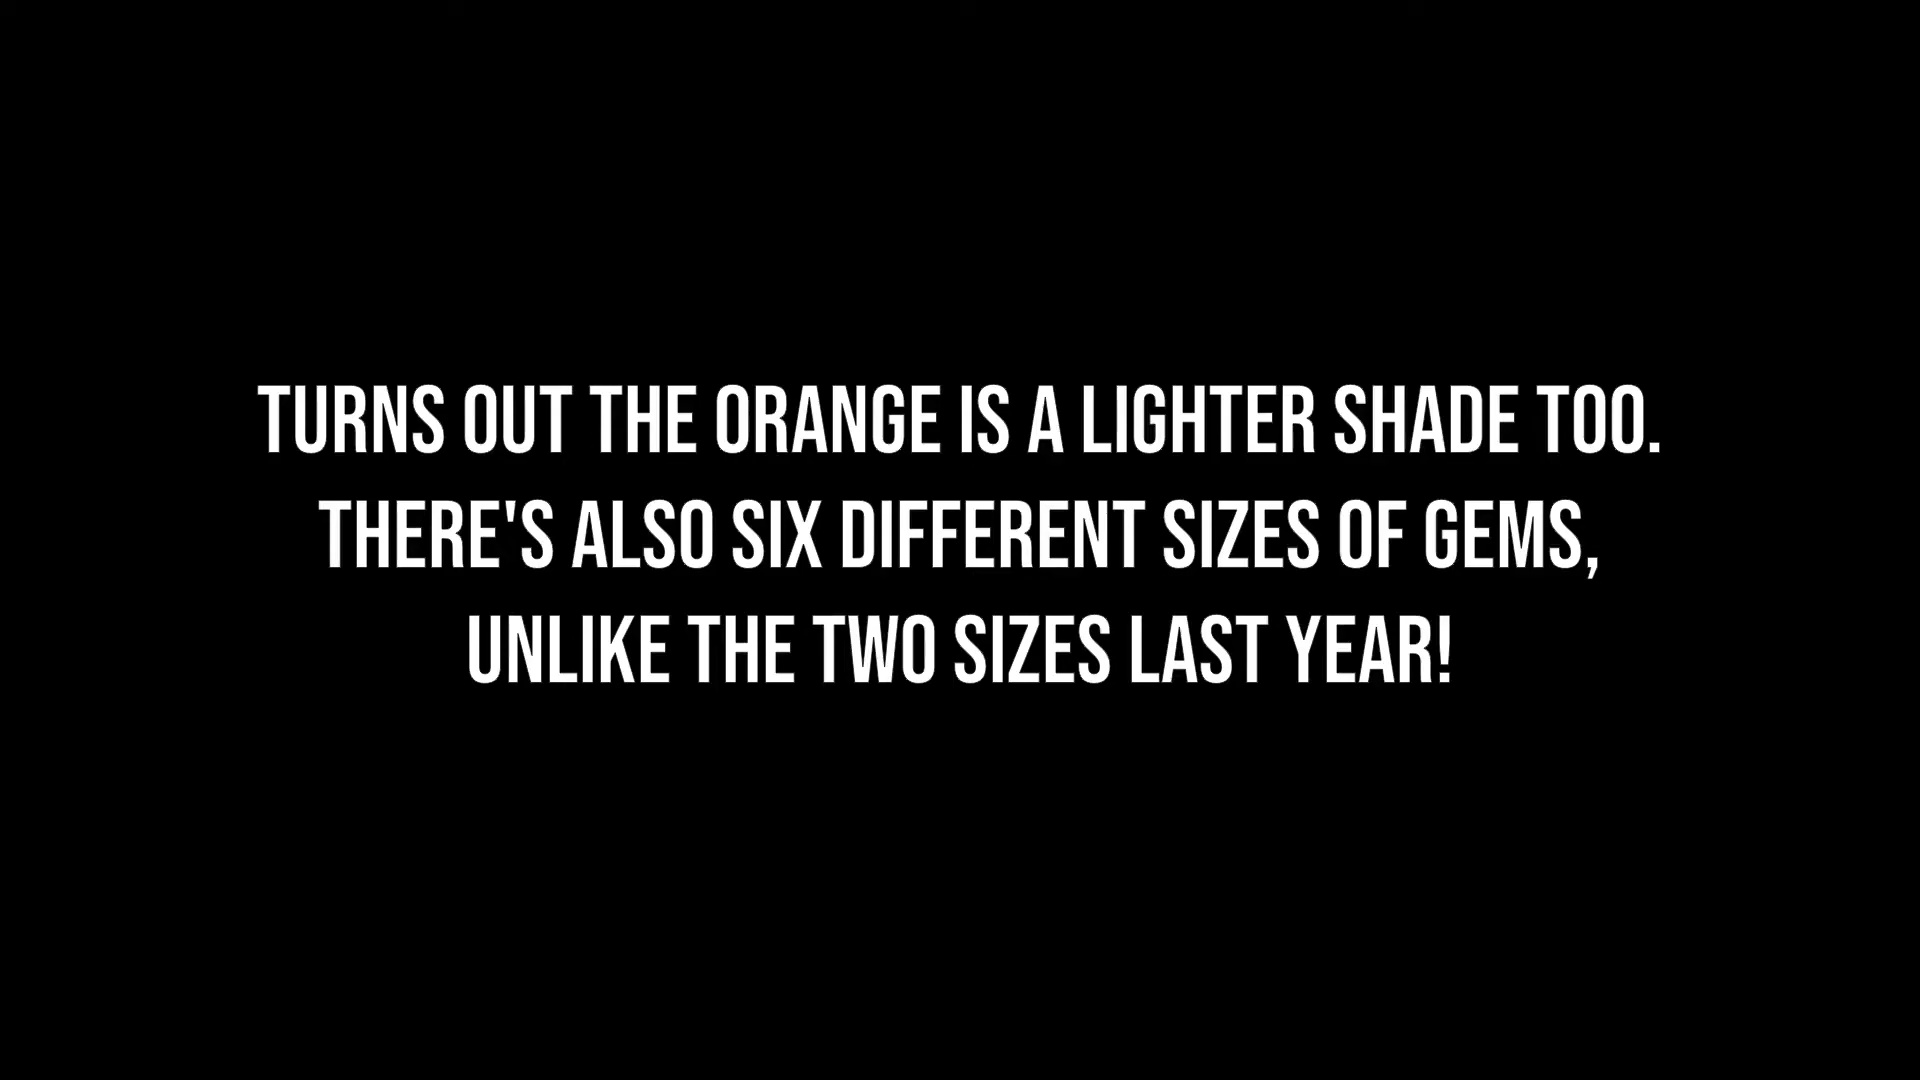 TURNS OUT THE ORANGE IS A LIGHTER SHADE TOO.
THERE'S ALSO SIX DIFFERENT SIZES OF GEMS,
UNLIKE THE TWO SIZES LAST YEAR!